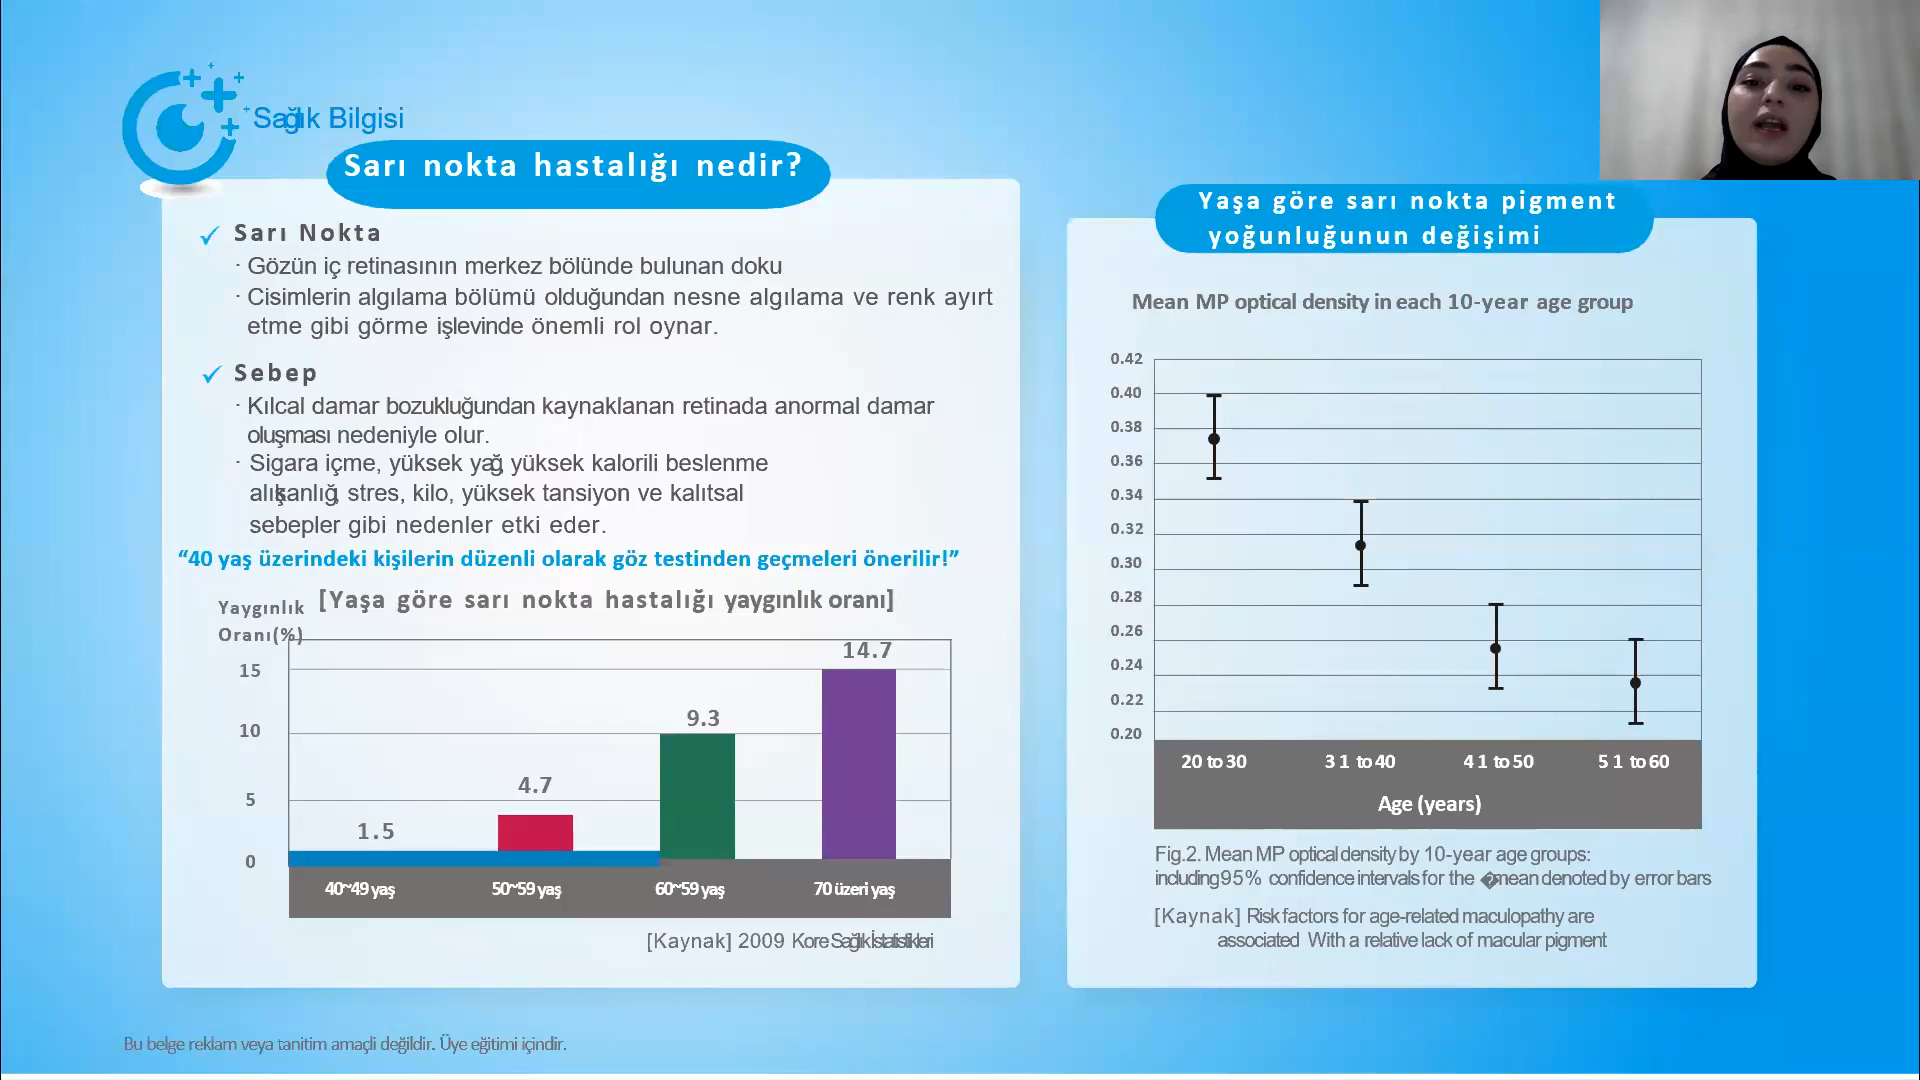 Sağlık Bilgisi
Sarı nokta hastalığı nedir?
Sarı Nokta
· Gözün iç retinasının merkez bölünde bulunan doku
· Cisimlerin algılama bölümü olduğundan nesne algılama ve renk ayırt
etme gibi görme işlevinde önemli rol oynar.
Sebep
· Kılcal damar bozukluğundan kaynaklanan retinada anormal damar
oluşması nedeniyle olur.
· Sigara içme, yüksek yağ, yüksek kalorili beslenme
alışkanlığı, stres, kilo, yüksek tansiyon ve kalıtsal
sebepler gibi nedenler etki eder.
“40 yaş üzerindeki kişilerin düzenli olarak göz testinden geçmeleri önerilir!”
[Yaşa göre sarı nokta hastalığı yaygınlık oranı]
Yaygınlık
Oranı(%)
15
10
5
0
1.5
4.7
9.3
14.7
40~49 yaş
50~59 yaş
60~59 yaş
70 üzeri yaş
[Kaynak] 2009 Kore Sağlık İstatistikleri
Yaşa göre sarı nokta pigment
yoğunluğunun değişimi
Mean MP optical density in each 10-year age group
0.42
0.40
0.38
0.36
0.34
0.32
0.30
0.28
0.26
0.24
0.22
0.20
20 to 30
31 to 40
41 to 50
51 to 60
Age (years)
Fig.2. Mean MP optical density by 10-year age groups:
including 95% confidence intervals for the �mean denoted by error bars
[Kaynak] Risk factors for age-related maculopathy are
associated With a relative lack of macular pigment
Bu belge reklam veya tanitim amaçli değildir. Üye eğitimi içindir.